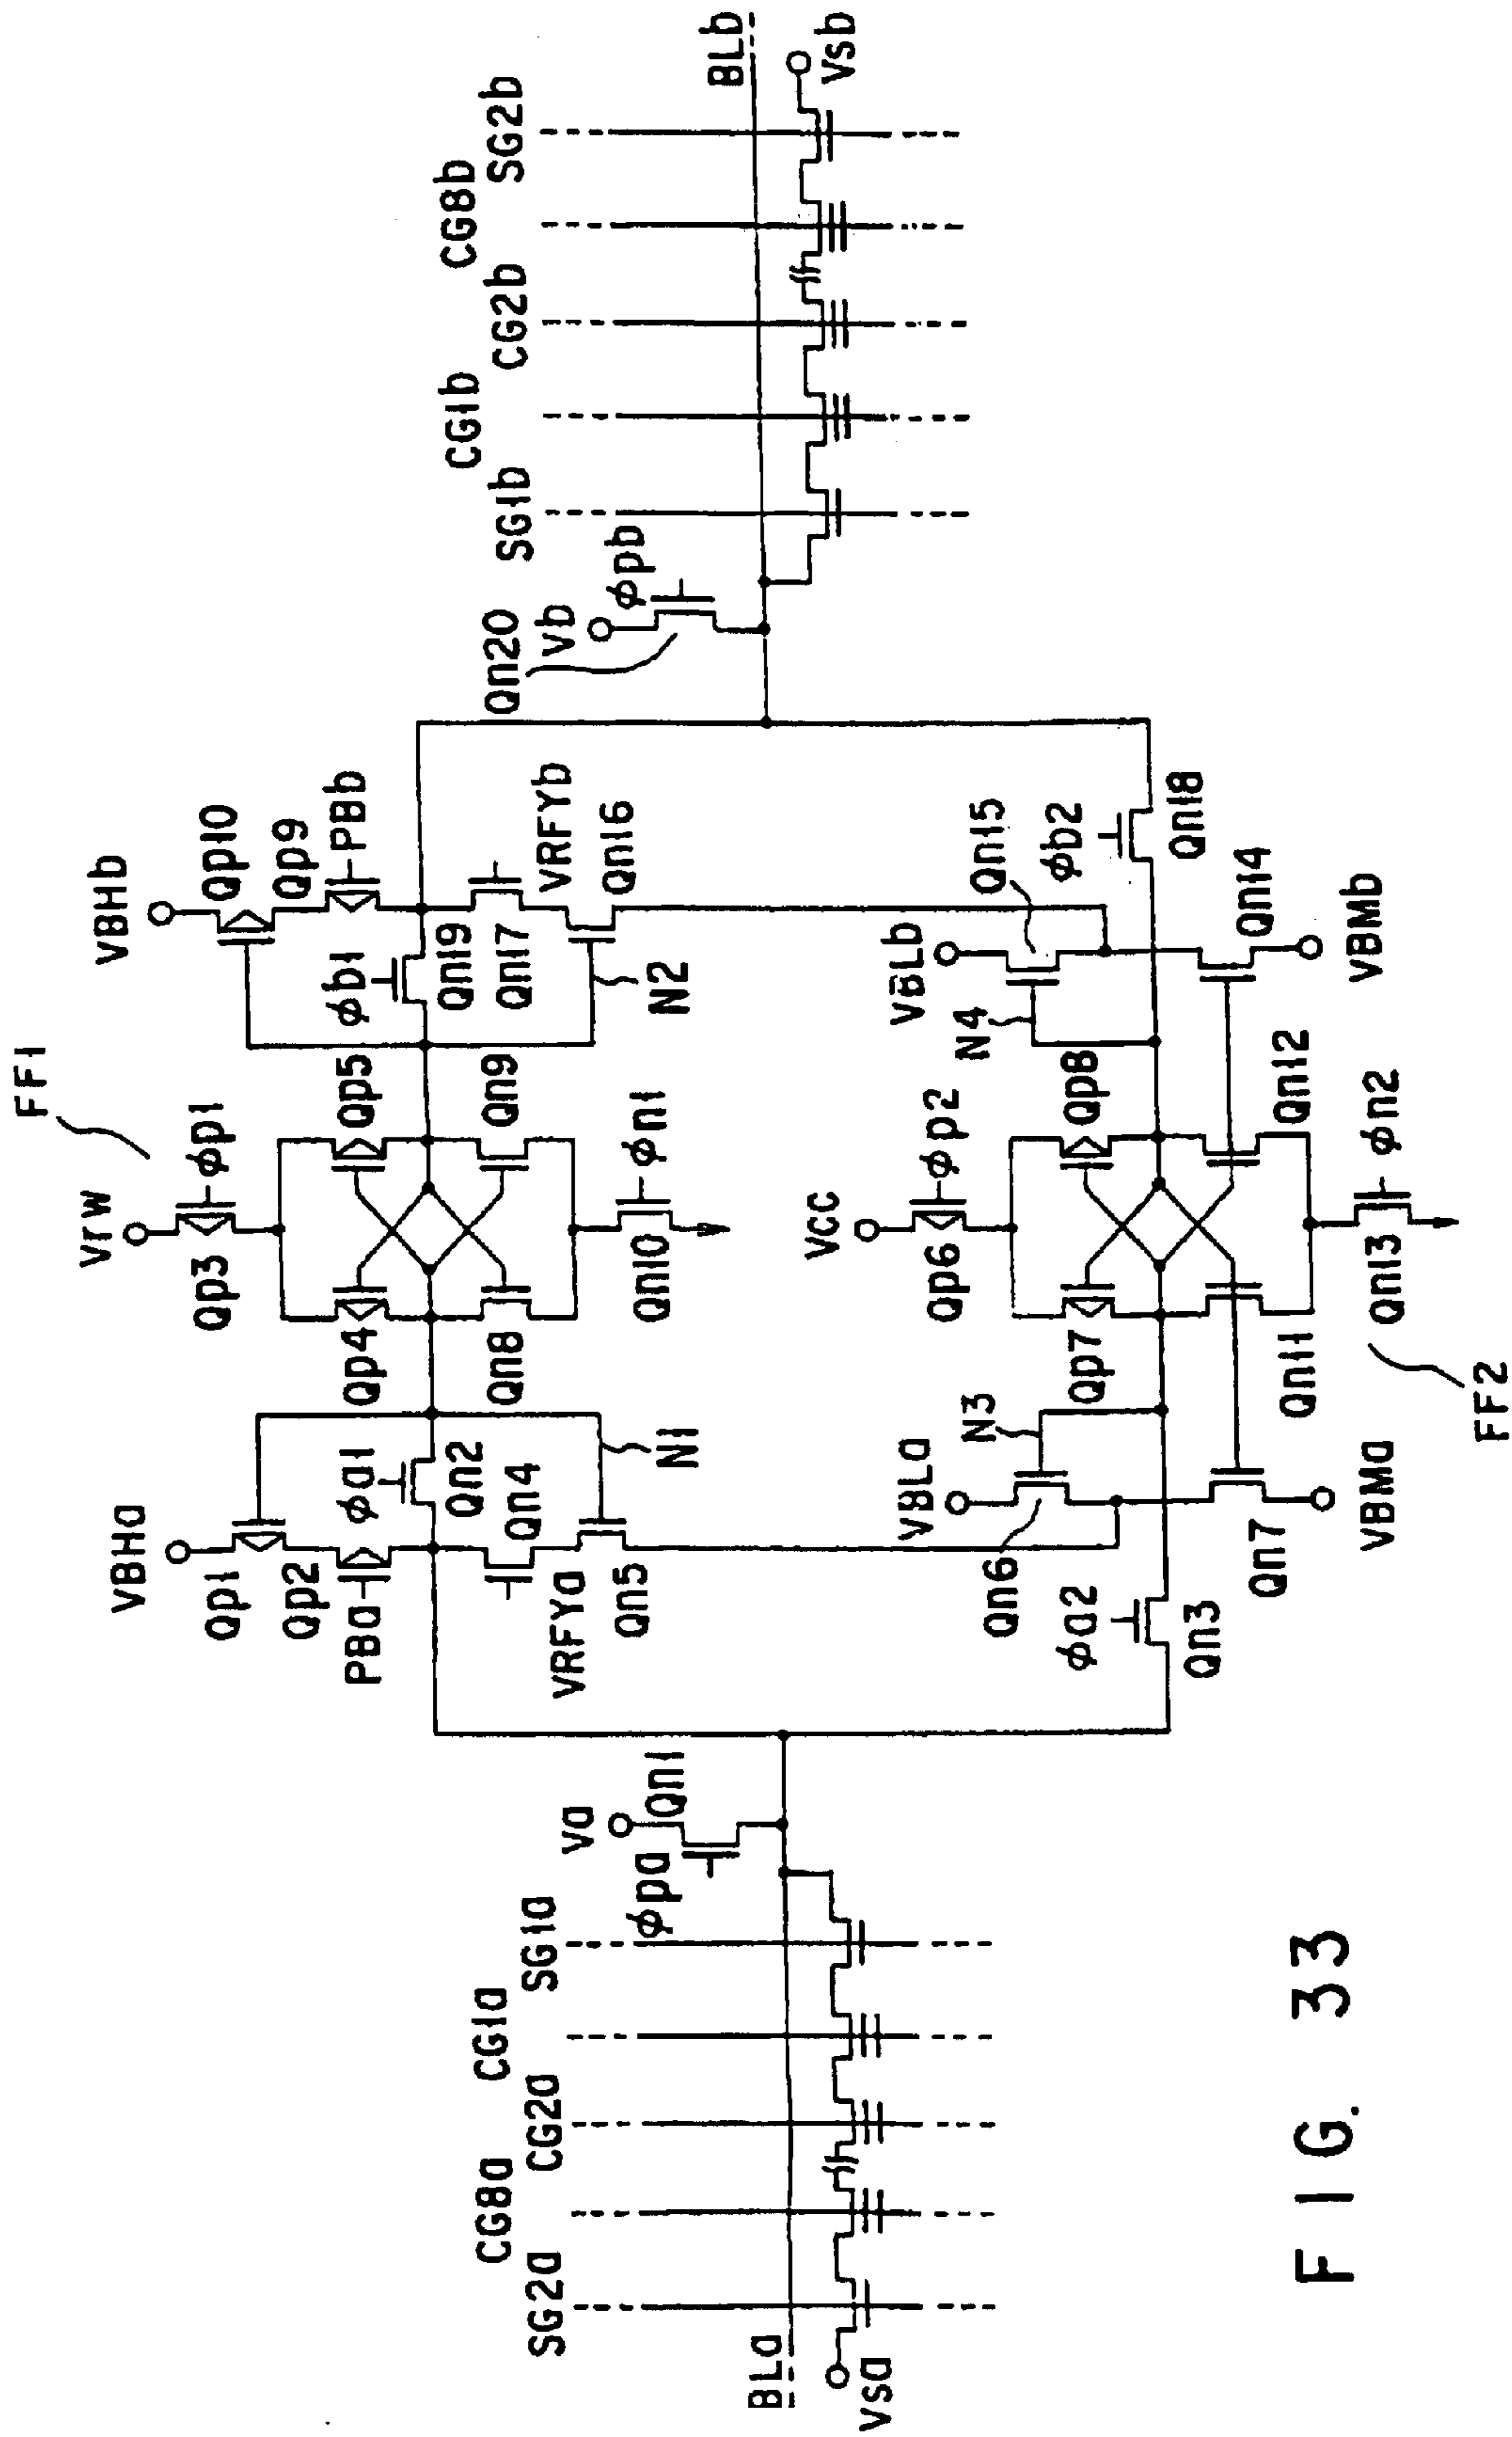 FF1
Vrw
φp1
Qp3
VBHa
VBHb
Qp1
Qp2
PBa
Qp4
Qp5
Qp10
Qp9
PBb
φa1
Qn2
Qn4
VRFYa
Qn5
N1
Qn8
Qn9
Qn10
φn1
φb1
Qn19
Qn17
VRFYb
Qn16
N2
SG2a
CG8a
CG2a
CG1a
SG1a
φpa
Va
Qn1
BLa
Vsa
Qn20
Vb
φpb
SG1b
CG1b
CG2b
CG8b
SG2b
BLb
Vsb
VBLa
N3
Qn6
φa2
Qn3
Qn7
VBMa
Vcc
φp2
Qp6
Qp7
Qp8
Qn11
Qn12
Qn13
φn2
FF2
VBLb
N4
Qn15
φb2
Qn18
Qn14
VBMb
FIG. 33